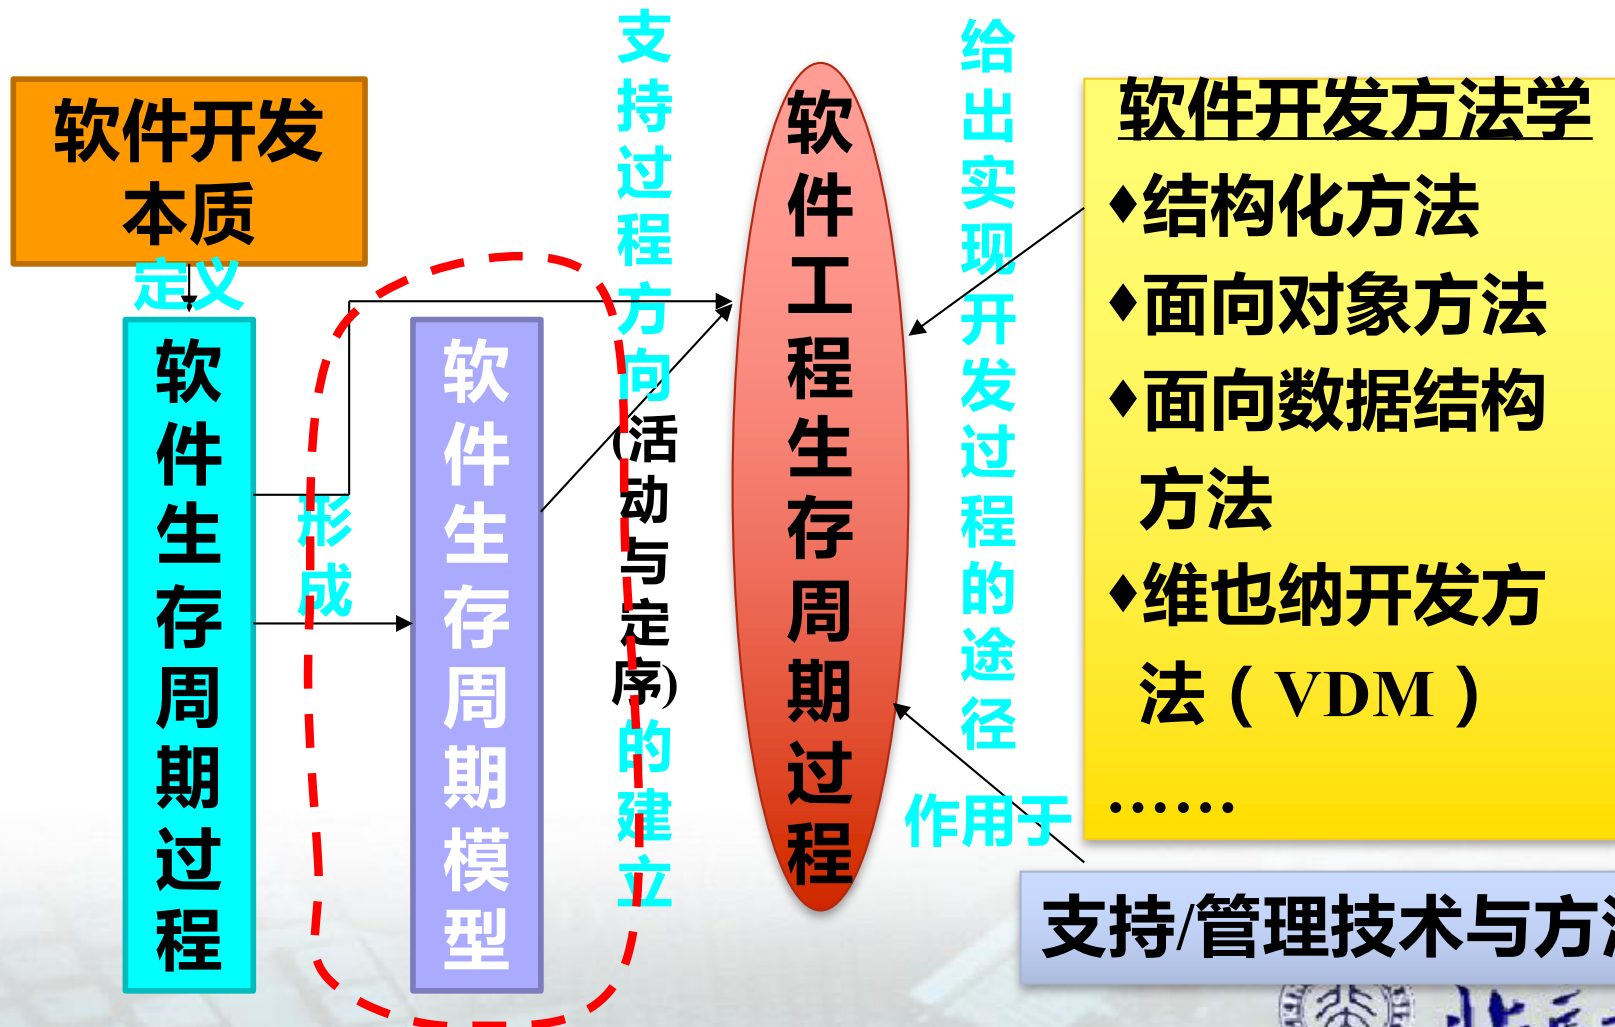 软件开发
本质
定义
软件生存周期过程
形成
软件生存周期模型
支持过程方向(活动与定序)的建立
软件工程生存周期过程
给出实现开发过程的途径
作用于
软件开发方法学
♦结构化方法
♦面向对象方法
♦面向数据结构
方法
♦维也纳开发方
法（VDM）
……
支持/管理技术与方